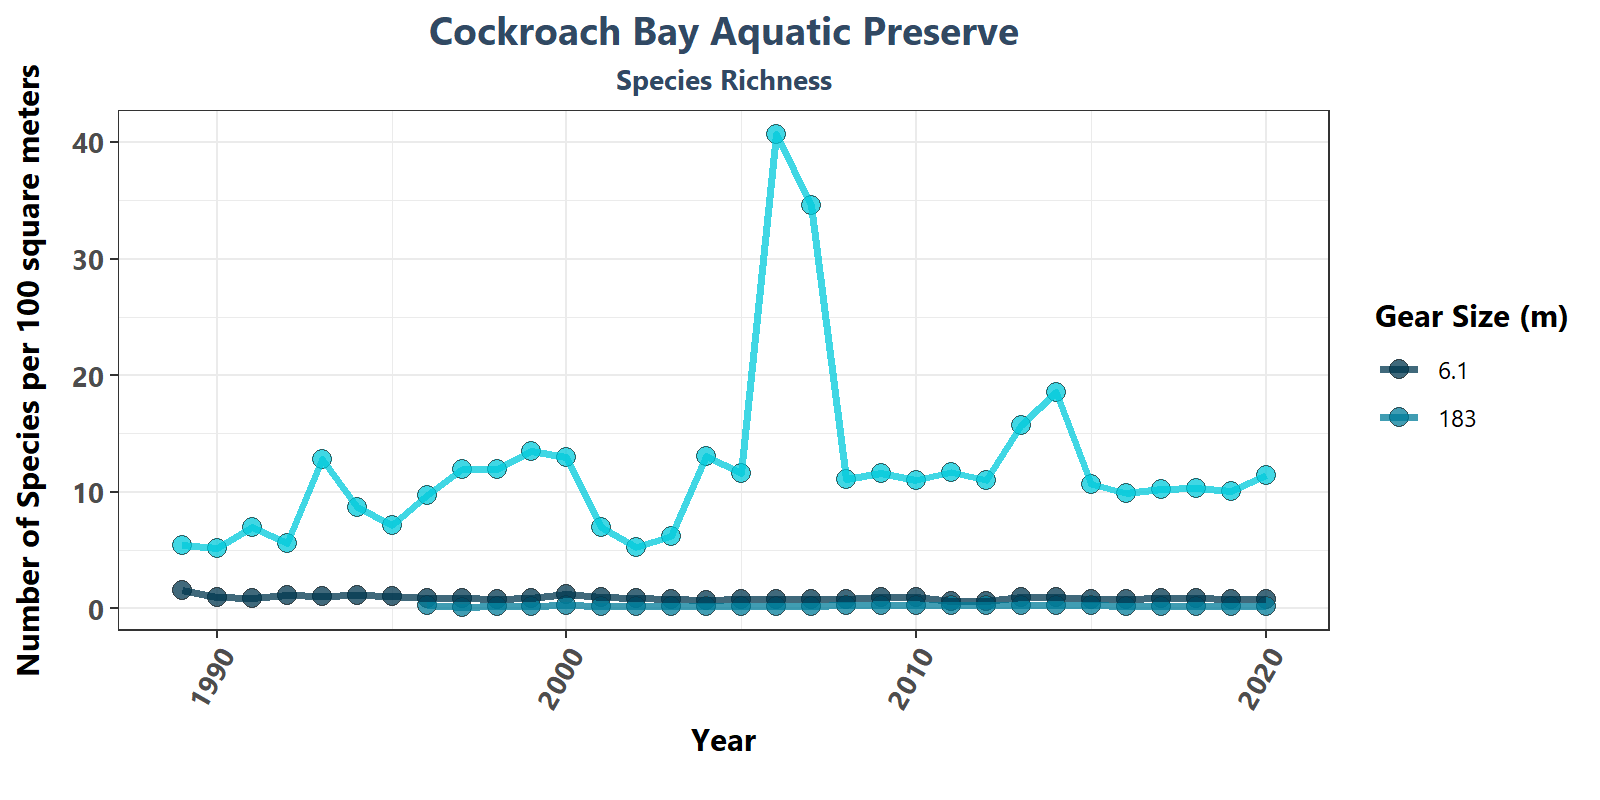 Cockroach Bay Aquatic Preserve
Species Richness
Number of Species per 100 square meters
40
30
20
10
0
1990
2000
2010
2020
Year
Gear Size (m)
6.1
183